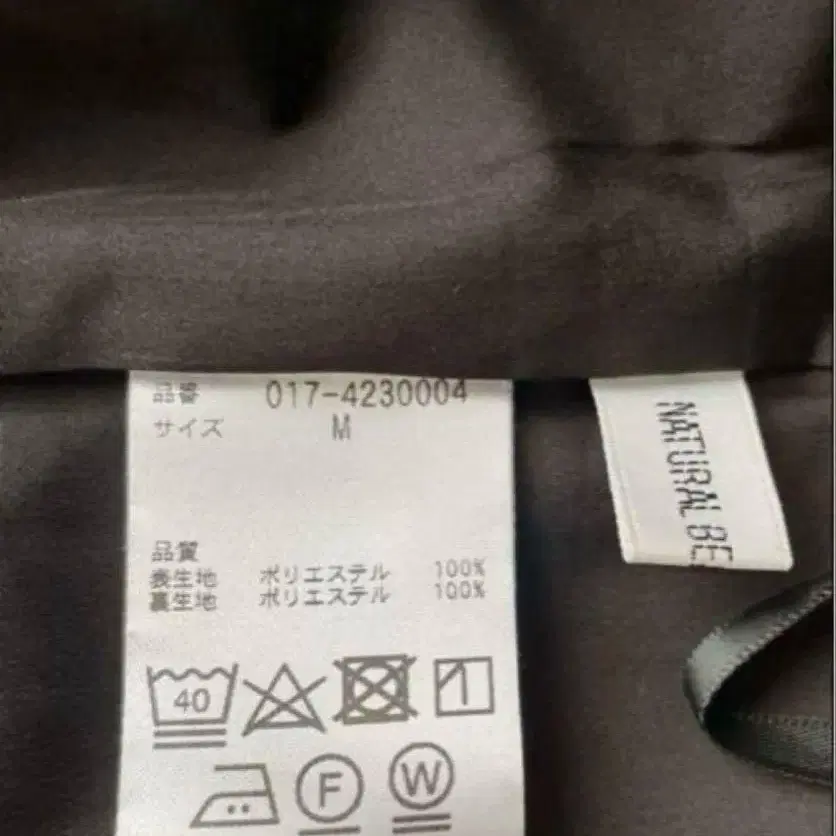 品番 017-4230004
サイズ M
品質
表生地 ポリエステル 100%
裏生地 ポリエステル 100%
40
F W
NATURAL BE